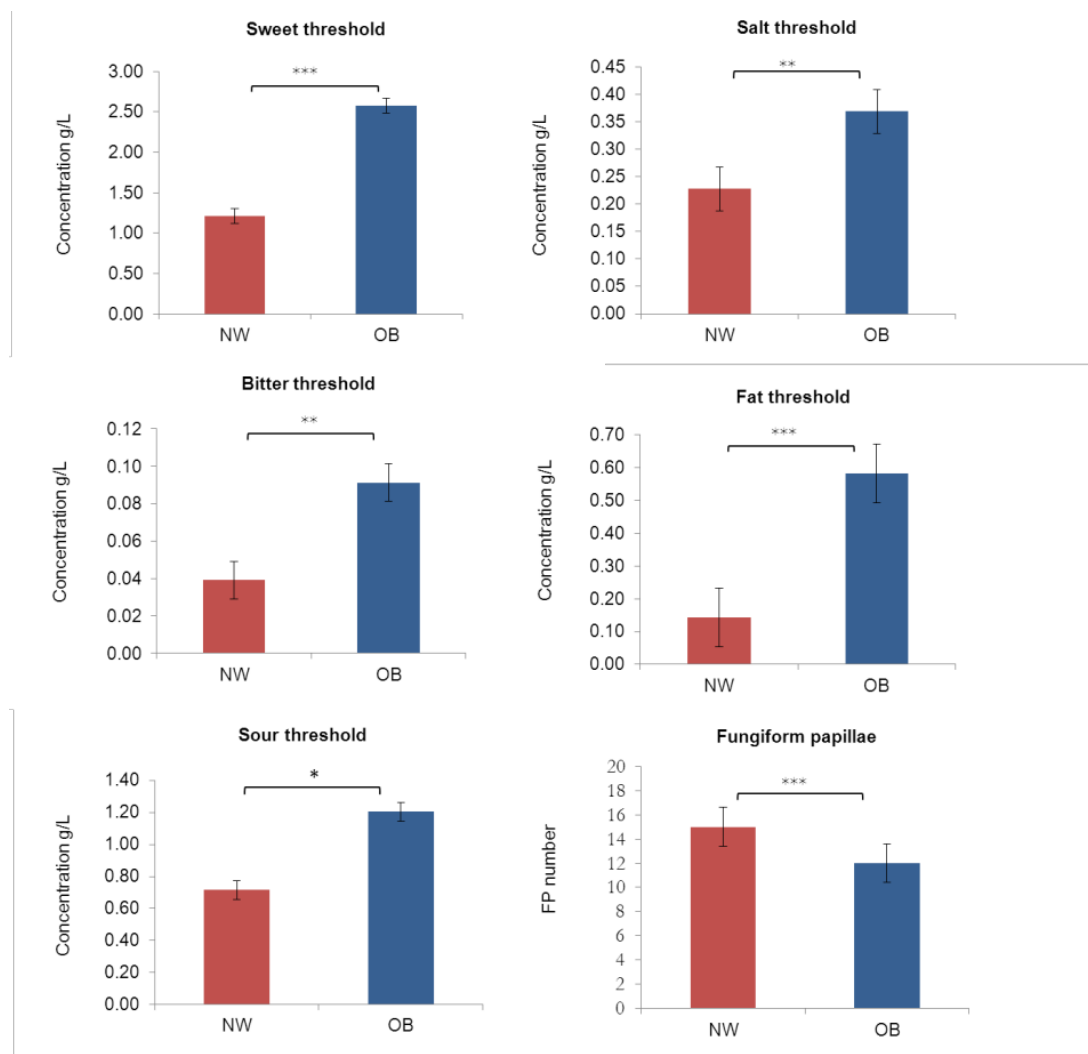 Sweet threshold
***
Concentration g/L
3.00
2.50
2.00
1.50
1.00
0.50
0.00
NW
OB
Salt threshold
**
Concentration g/L
0.45
0.40
0.35
0.30
0.25
0.20
0.15
0.10
0.05
0.00
NW
OB
Bitter threshold
**
Concentration g/L
0.12
0.10
0.08
0.06
0.04
0.02
0.00
NW
OB
Fat threshold
***
Concentration g/L
0.70
0.60
0.50
0.40
0.30
0.20
0.10
0.00
NW
OB
Sour threshold
*
Concentration g/L
1.40
1.20
1.00
0.80
0.60
0.40
0.20
0.00
NW
OB
Fungiform papillae
***
FP number
20
18
16
14
12
10
8
6
4
2
0
NW
OB